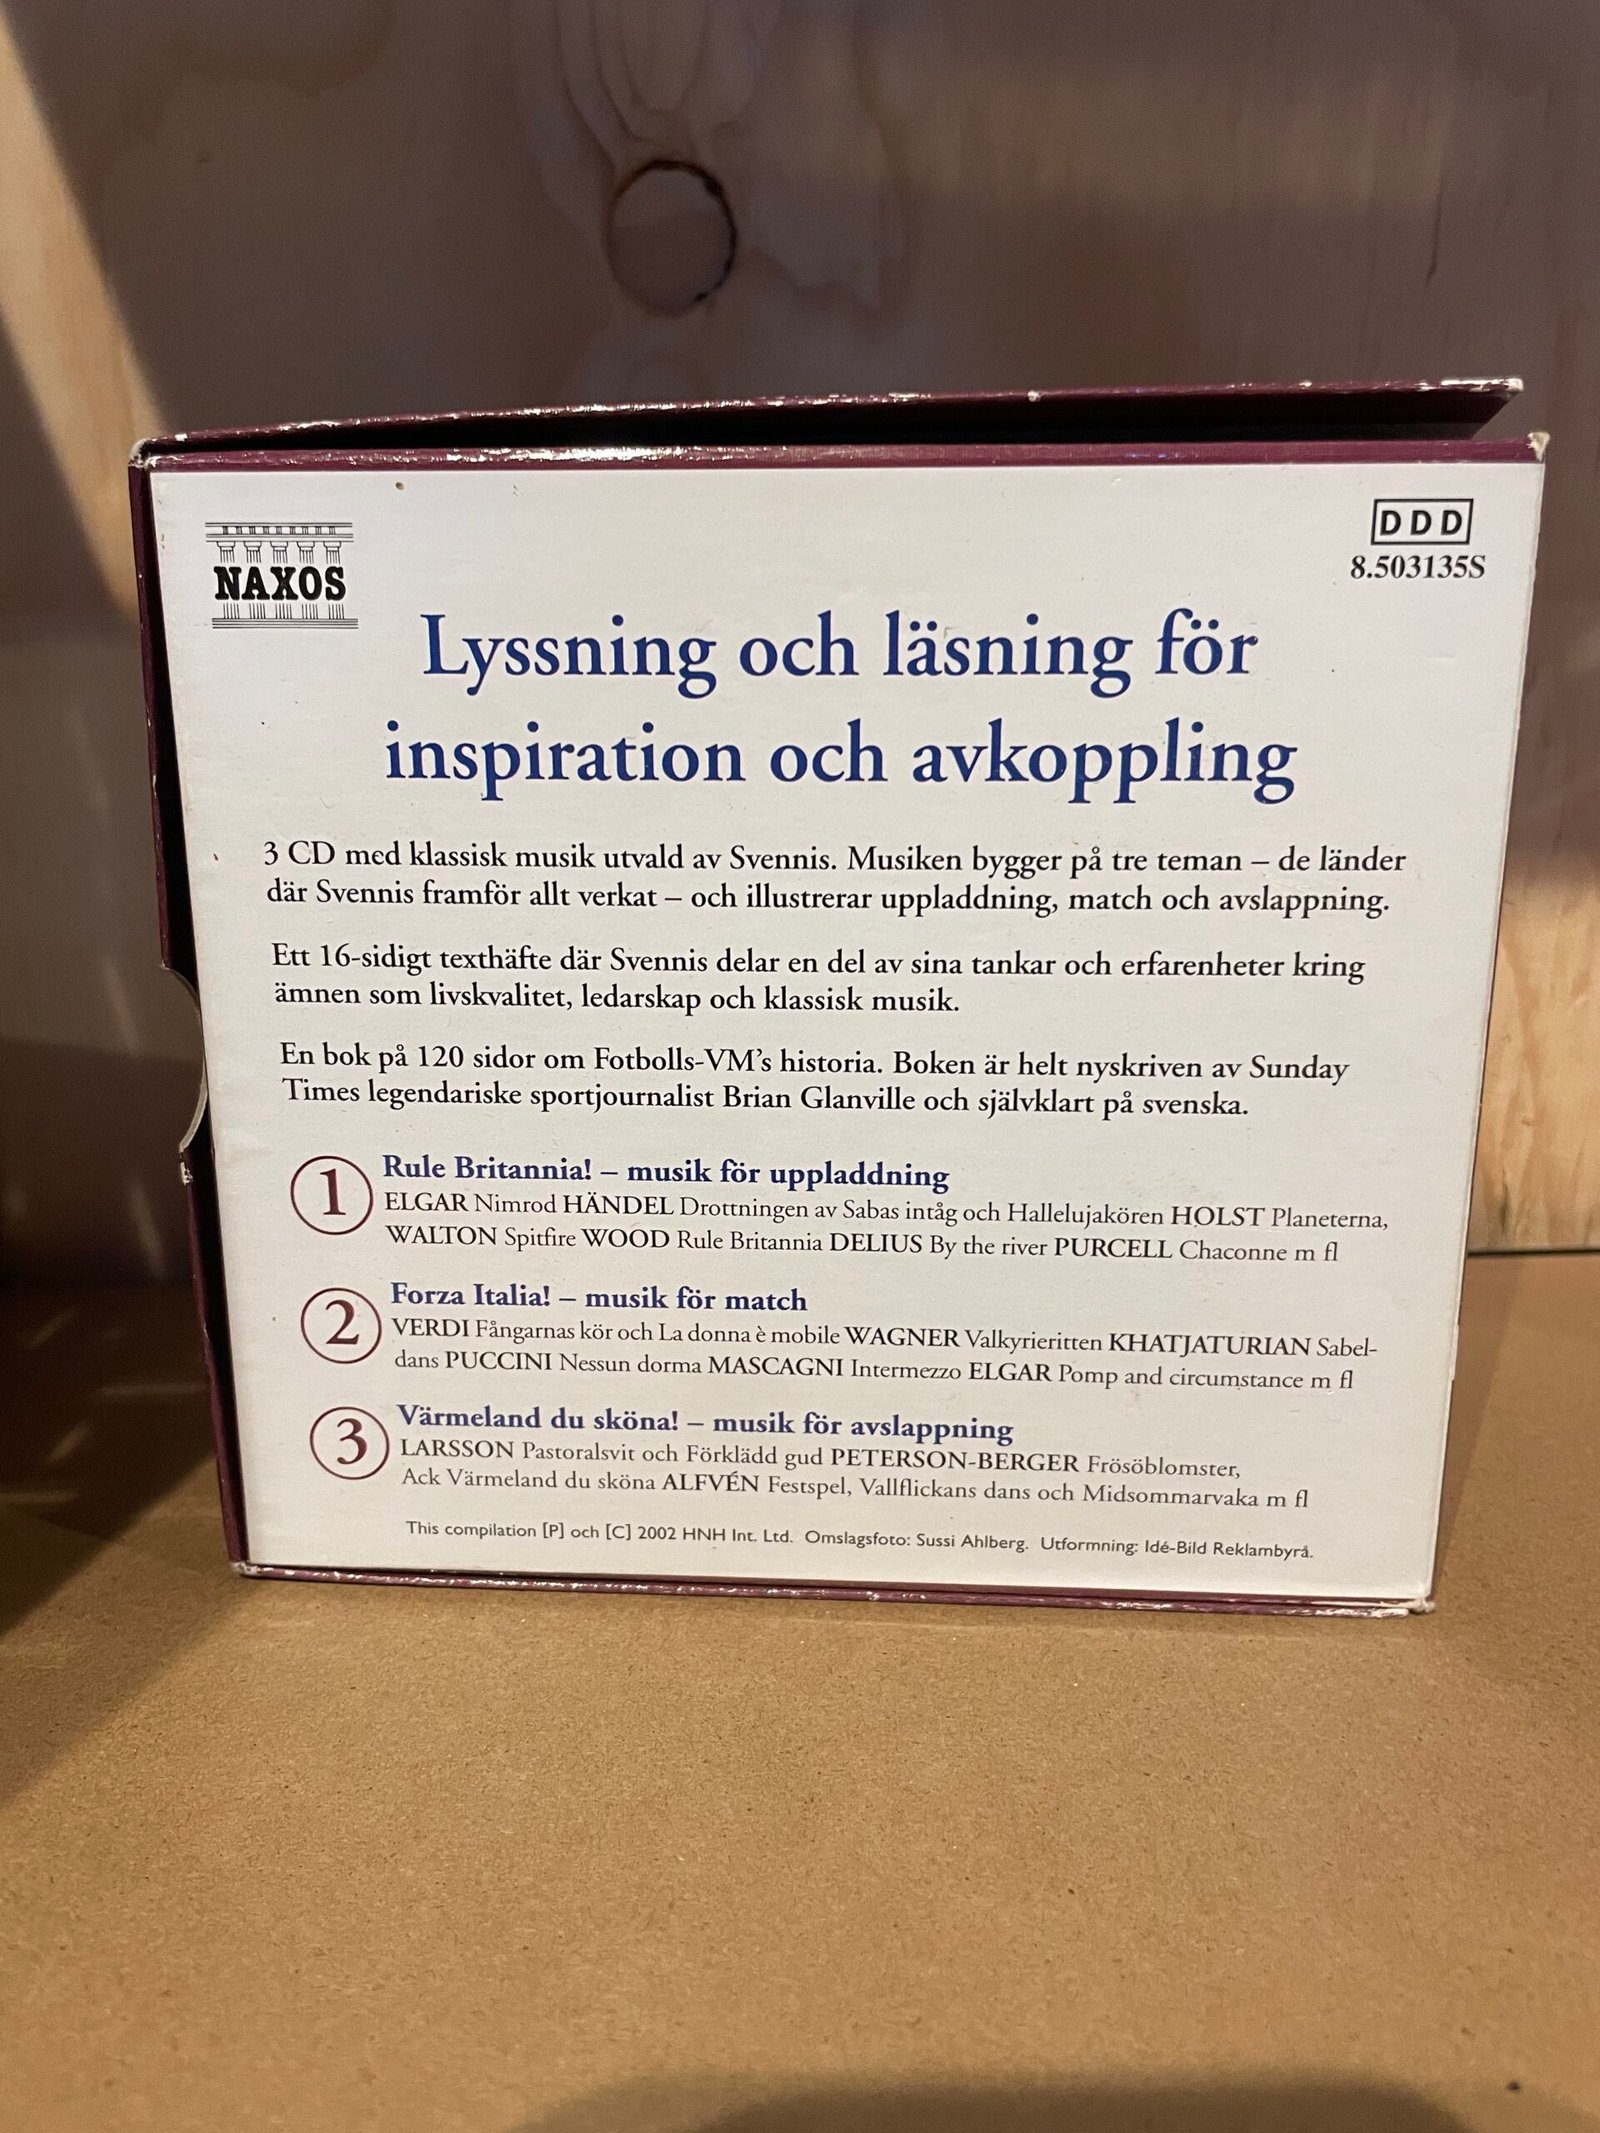 NAXOS
DDD
8.503135S
Lyssning och läsning för
inspiration och avkoppling
3 CD med klassisk musik utvald av Svennis. Musiken bygger på tre teman – de länder
där Svennis framför allt verkat – och illustrerar uppladdning, match och avslappning.
Ett 16-sidigt texthäfte där Svennis delar en del av sina tankar och erfarenheter kring
ämnen som livskvalitet, ledarskap och klassisk musik.
En bok på 120 sidor om Fotbolls-VM’s historia. Boken är helt nyskriven av Sunday
Times legendariske sportjournalist Brian Glanville och självklart på svenska.
1 Rule Britannia! – musik för uppladdning
ELGAR Nimrod HÄNDEL Drottningen av Sabas intåg och Hallelujakören HOLST Planeterna,
WALTON Spitfire WOOD Rule Britannia DELIUS By the river PURCELL Chaconne m fl
2 Forza Italia! – musik för match
VERDI Fångarnas kör och La donna è mobile WAGNER Valkyrieritten KHATJATURIAN Sabel-
dans PUCCINI Nessun dorma MASCAGNI Intermezzo ELGAR Pomp and circumstance m fl
3 Värmeland du sköna! – musik för avslappning
LARSSON Pastoralsvit och Förklädd gud PETERSON-BERGER Frösöblomster,
Ack Värmeland du sköna ALFVÉN Festspel, Vallflickans dans och Midsommarvaka m fl
This compilation [P] och [C] 2002 HNH Int. Ltd. Omslagsfoto: Sussi Ahlberg. Utformning: Idé-Bild Reklambyrå.